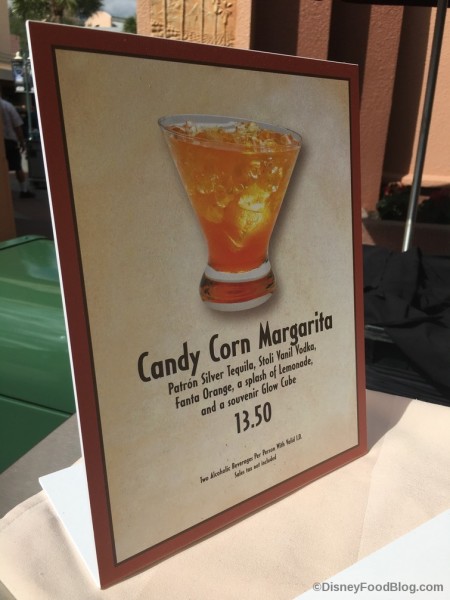 Candy Corn Margarita
Patrón Silver Tequila, Stoli Vanil Vodka,
Fanta Orange, a splash of Lemonade,
and a souvenir Glow Cube
13.50
Two Alcoholic Beverages Per Person With Valid I.D.
Sales tax not included
©DisneyFoodBlog.com